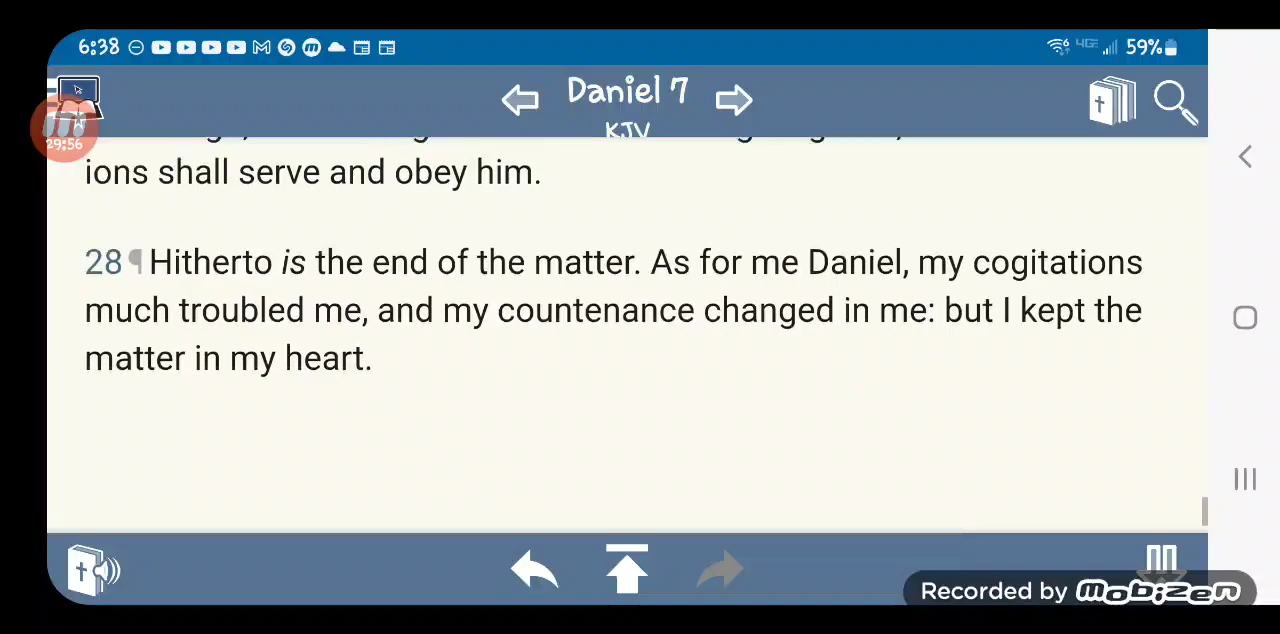 6:38 59%
Daniel 7
KJV
29:56
ions shall serve and obey him.
28 ¶ Hitherto is the end of the matter. As for me Daniel, my cogitations
much troubled me, and my countenance changed in me: but I kept the
matter in my heart.
Recorded by Mobizen